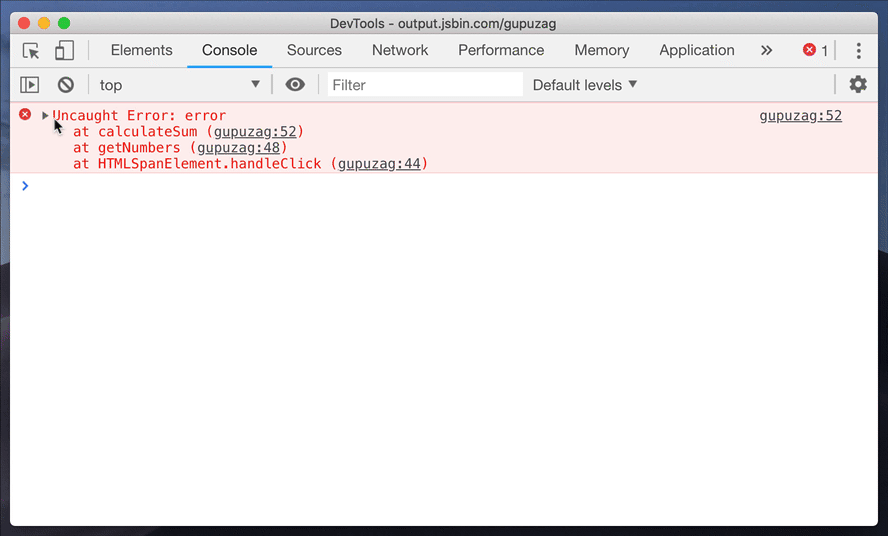 DevTools - output.jsbin.com/gupuzag
Elements Console Sources Network Performance Memory Application » 1
top ▼ Filter Default levels ▼
Uncaught Error: error gupuzag:52
at calculateSum (gupuzag:52)
at getNumbers (gupuzag:48)
at HTMLSpanElement.handleClick (gupuzag:44)